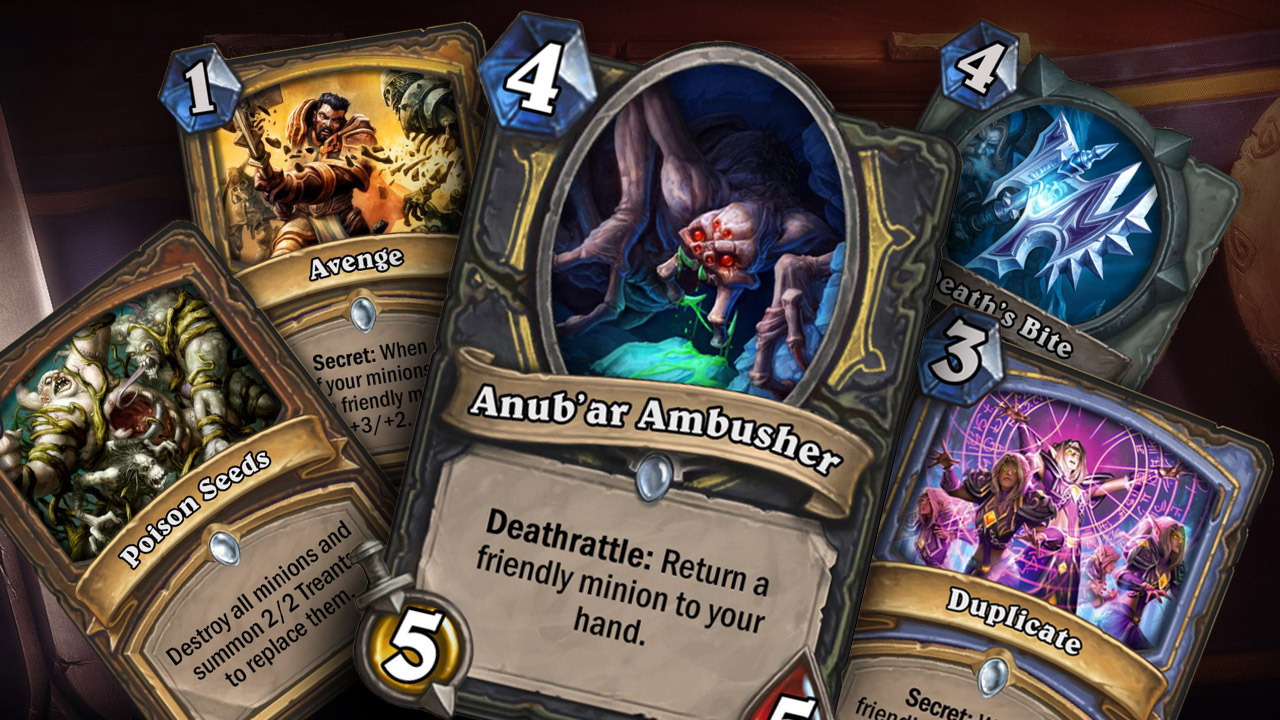 1
Avenge
Secret: When
f your minions
friendly m
+3/+2.
Poison Seeds
Destroy all minions and
summon 2/2 Treants
to replace them.
4
Anub'ar Ambusher
Deathrattle: Return a
friendly minion to your
hand.
5
4
Death's Bite
3
Duplicate
Secret:
friendl